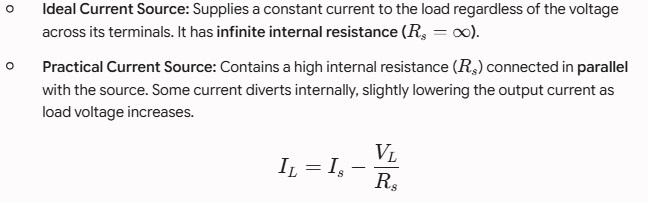 ○ Ideal Current Source: Supplies a constant current to the load regardless of the voltage
across its terminals. It has infinite internal resistance (R_s = ∞).
○ Practical Current Source: Contains a high internal resistance (R_s) connected in parallel
with the source. Some current diverts internally, slightly lowering the output current as
load voltage increases.
I_L = I_s − V_L / R_s